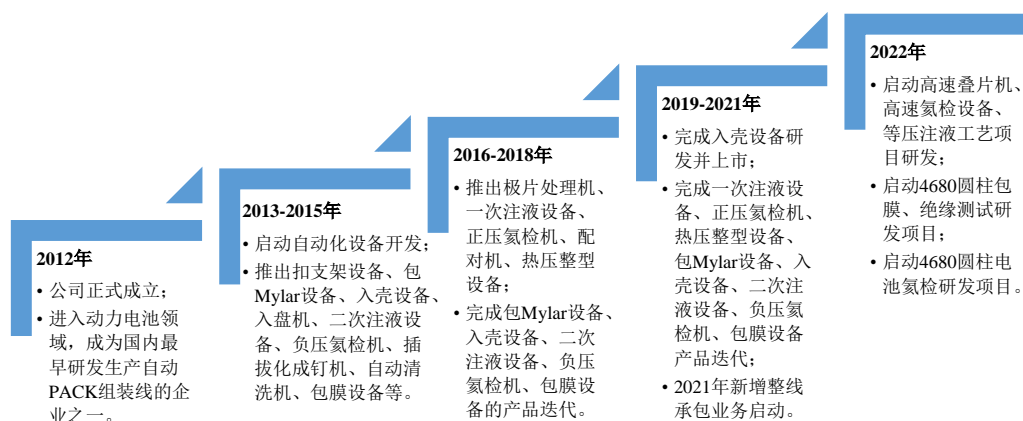 2012年
• 公司正式成立；
• 进入动力电池领
域，成为国内最
早研发生产自动
PACK组装线的企
业之一。
2013-2015年
• 启动自动化设备开发；
• 推出扣支架设备、包
Mylar设备、入壳设备、
入盘机、二次注液设
备、负压氦检机、插
拔化成钉机、自动清
洗机、包膜设备等。
2016-2018年
• 推出极片处理机、
一次注液设备、
正压氦检机、配
对机、热压整型
设备；
• 完成包Mylar设备、
入壳设备、二次
注液设备、负压
氦检机、包膜设
备的产品迭代。
2019-2021年
• 完成入壳设备研
发并上市；
• 完成一次注液设
备、正压氦检机、
热压整型设备、
包Mylar设备、入
壳设备、二次注
液设备、负压氦
检机、包膜设备
产品迭代；
• 2021年新增整线
承包业务启动。
2022年
• 启动高速叠片机、
高速氦检设备、
等压注液工艺项
目研发；
• 启动4680圆柱包
膜、绝缘测试研
发项目；
• 启动4680圆柱电
池氦检研发项目。